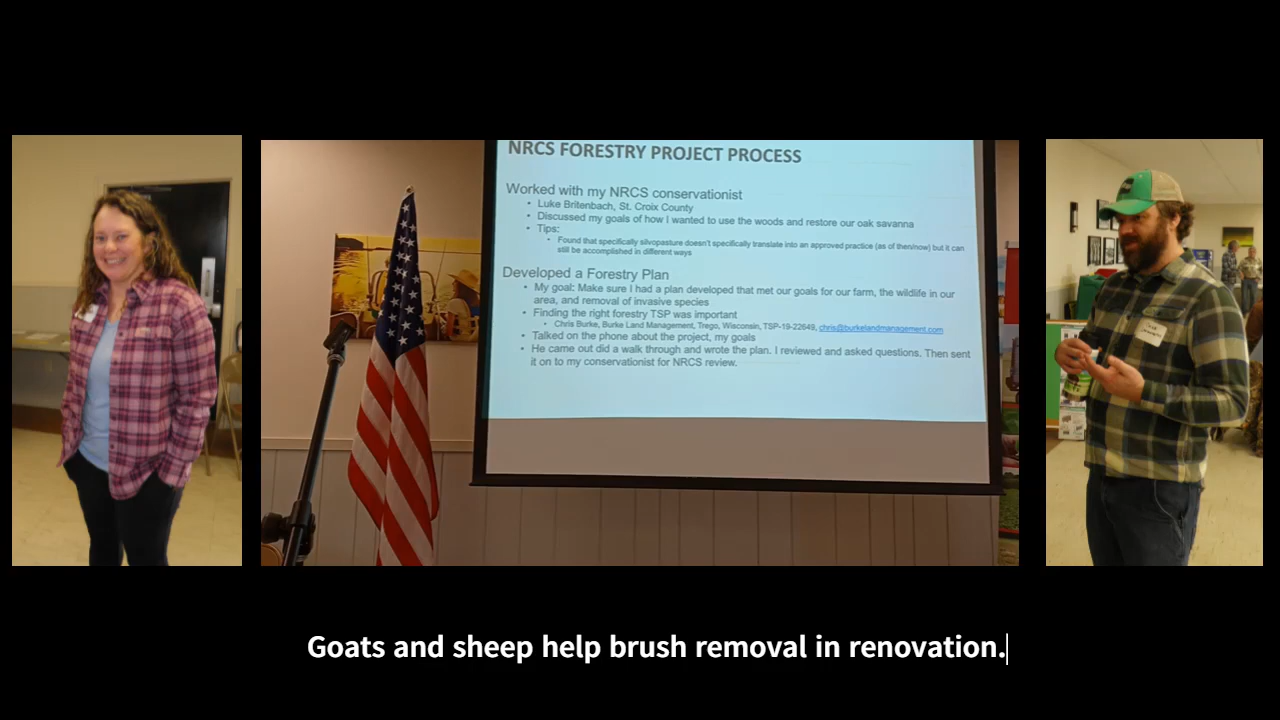 NRCS FORESTRY PROJECT PROCESS
Worked with my NRCS conservationist
• Luke Britenbach, St. Croix County
• Discussed my goals of how I wanted to use the woods and restore our oak savanna
• Tips:
• Found that specifically silvopasture doesn't specifically translate into an approved practice (as of then/now) but it can
still be accomplished in different ways
Developed a Forestry Plan
• My goal: Make sure I had a plan developed that met our goals for our farm, the wildlife in our
area, and removal of invasive species
• Finding the right forestry TSP was important
• Chris Burke, Burke Land Management, Trego, Wisconsin, TSP-19-22649, chris@burkelandmanagement.com
• Talked on the phone about the project, my goals
• He came out did a walk through and wrote the plan. I reviewed and asked questions. Then sent
it on to my conservationist for NRCS review.
Goats and sheep help brush removal in renovation.